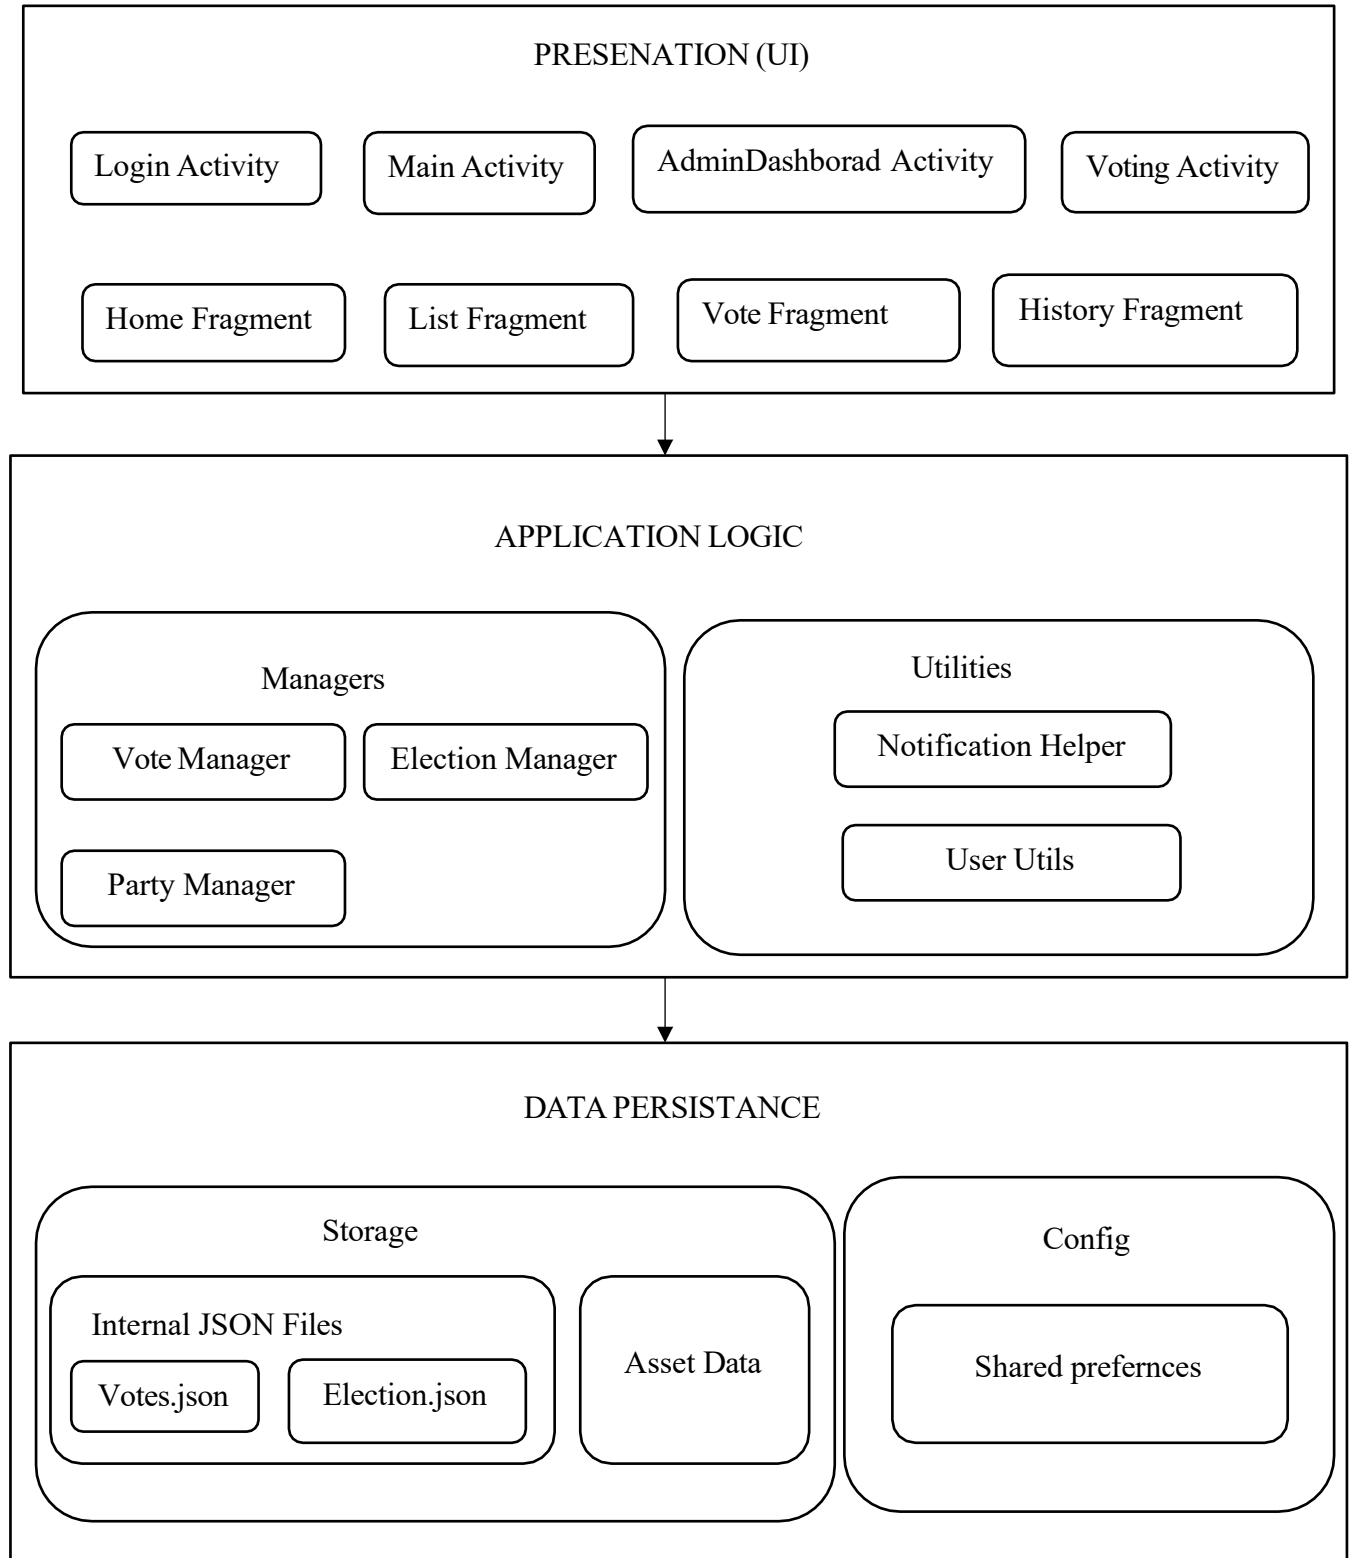 PRESENATION (UI)
Login Activity
Main Activity
AdminDashborad Activity
Voting Activity
Home Fragment
List Fragment
Vote Fragment
History Fragment
APPLICATION LOGIC
Managers
Vote Manager
Election Manager
Party Manager
Utilities
Notification Helper
User Utils
DATA PERSISTANCE
Storage
Internal JSON Files
Votes.json
Election.json
Asset Data
Config
Shared prefernces